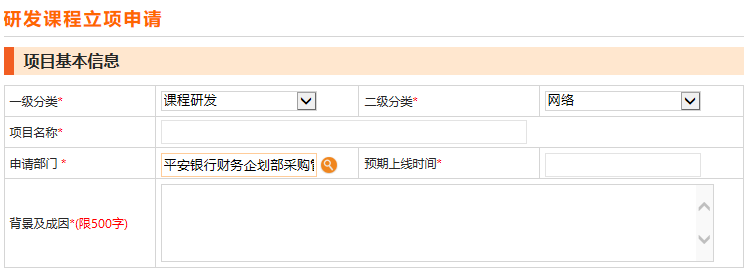 研发课程立项申请
项目基本信息
一级分类* 课程研发 二级分类* 网络
项目名称*
申请部门 * 平安银行财务企划部采购管 预期上线时间*
背景及成因*(限500字)